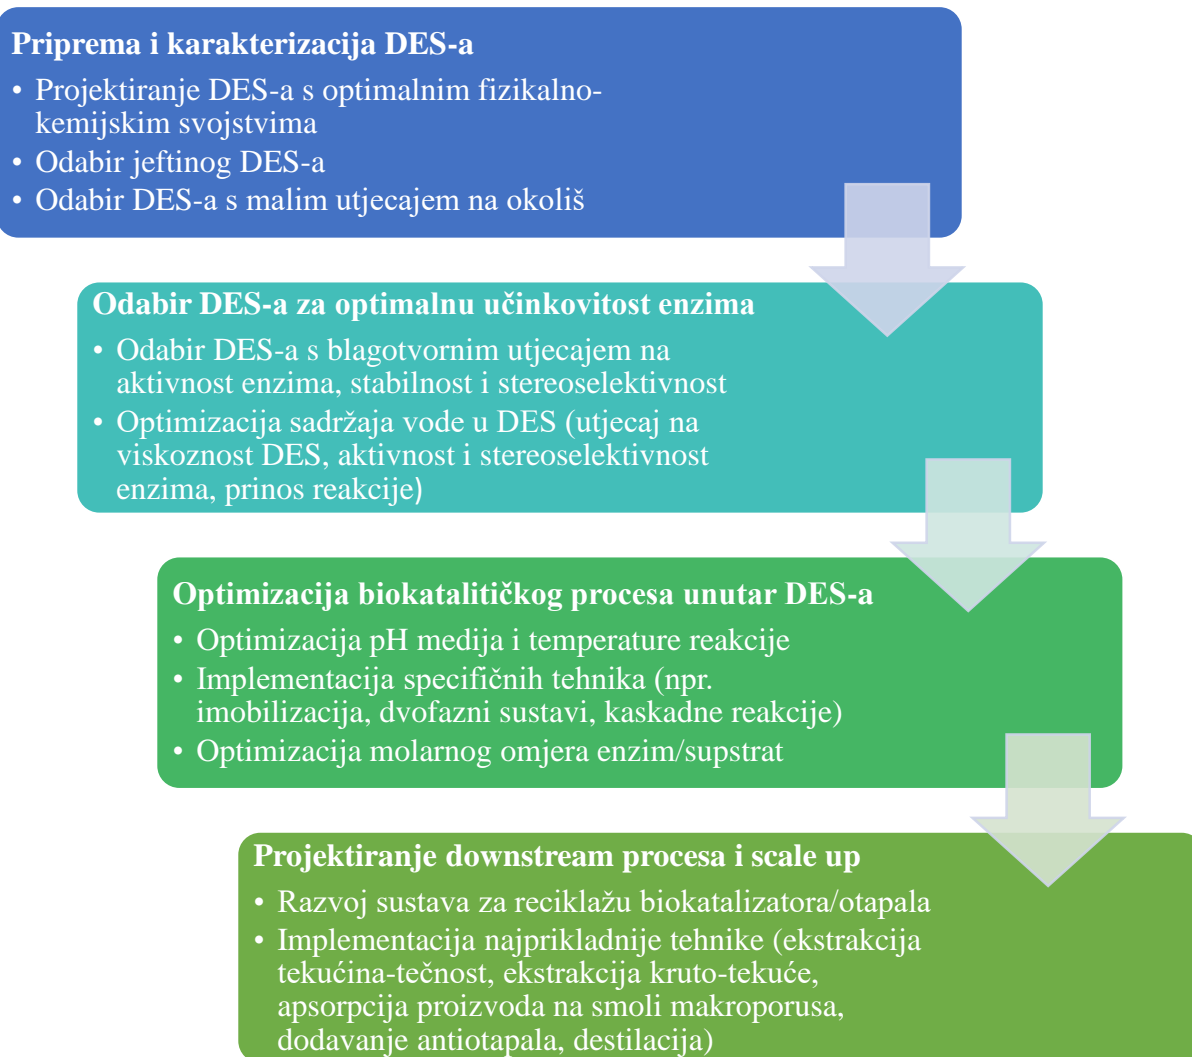 Priprema i karakterizacija DES-a
• Projektiranje DES-a s optimalnim fizikalno-
kemijskim svojstvima
• Odabir jeftinog DES-a
• Odabir DES-a s malim utjecajem na okoliš
Odabir DES-a za optimalnu učinkovitost enzima
• Odabir DES-a s blagotvornim utjecajem na
aktivnost enzima, stabilnost i stereoselektivnost
• Optimizacija sadržaja vode u DES (utjecaj na
viskoznost DES, aktivnost i stereoselektivnost
enzima, prinos reakcije)
Optimizacija biokatalitičkog procesa unutar DES-a
• Optimizacija pH medija i temperature reakcije
• Implementacija specifičnih tehnika (npr.
imobilizacija, dvofazni sustavi, kaskadne reakcije)
• Optimizacija molarnog omjera enzim/supstrat
Projektiranje downstream procesa i scale up
• Razvoj sustava za reciklažu biokatalizatora/otapala
• Implementacija najprikladnije tehnike (ekstrakcija
tekućina-tečnost, ekstrakcija kruto-tekuće,
apsorpcija proizvoda na smoli makroporusa,
dodavanje antiotapala, destilacija)